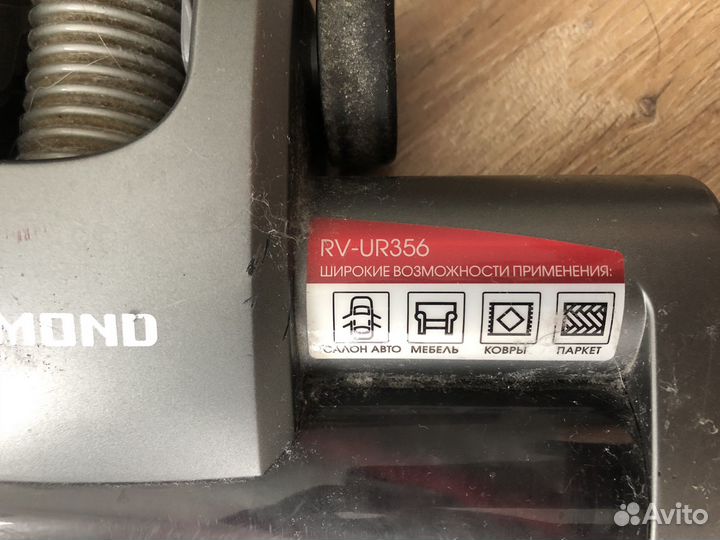 RV-UR356
ШИРОКИЕ ВОЗМОЖНОСТИ ПРИМЕНЕНИЯ:
MOND
САЛОН АВТО МЕБЕЛЬ КОВРЫ ПАРКЕТ
Avito